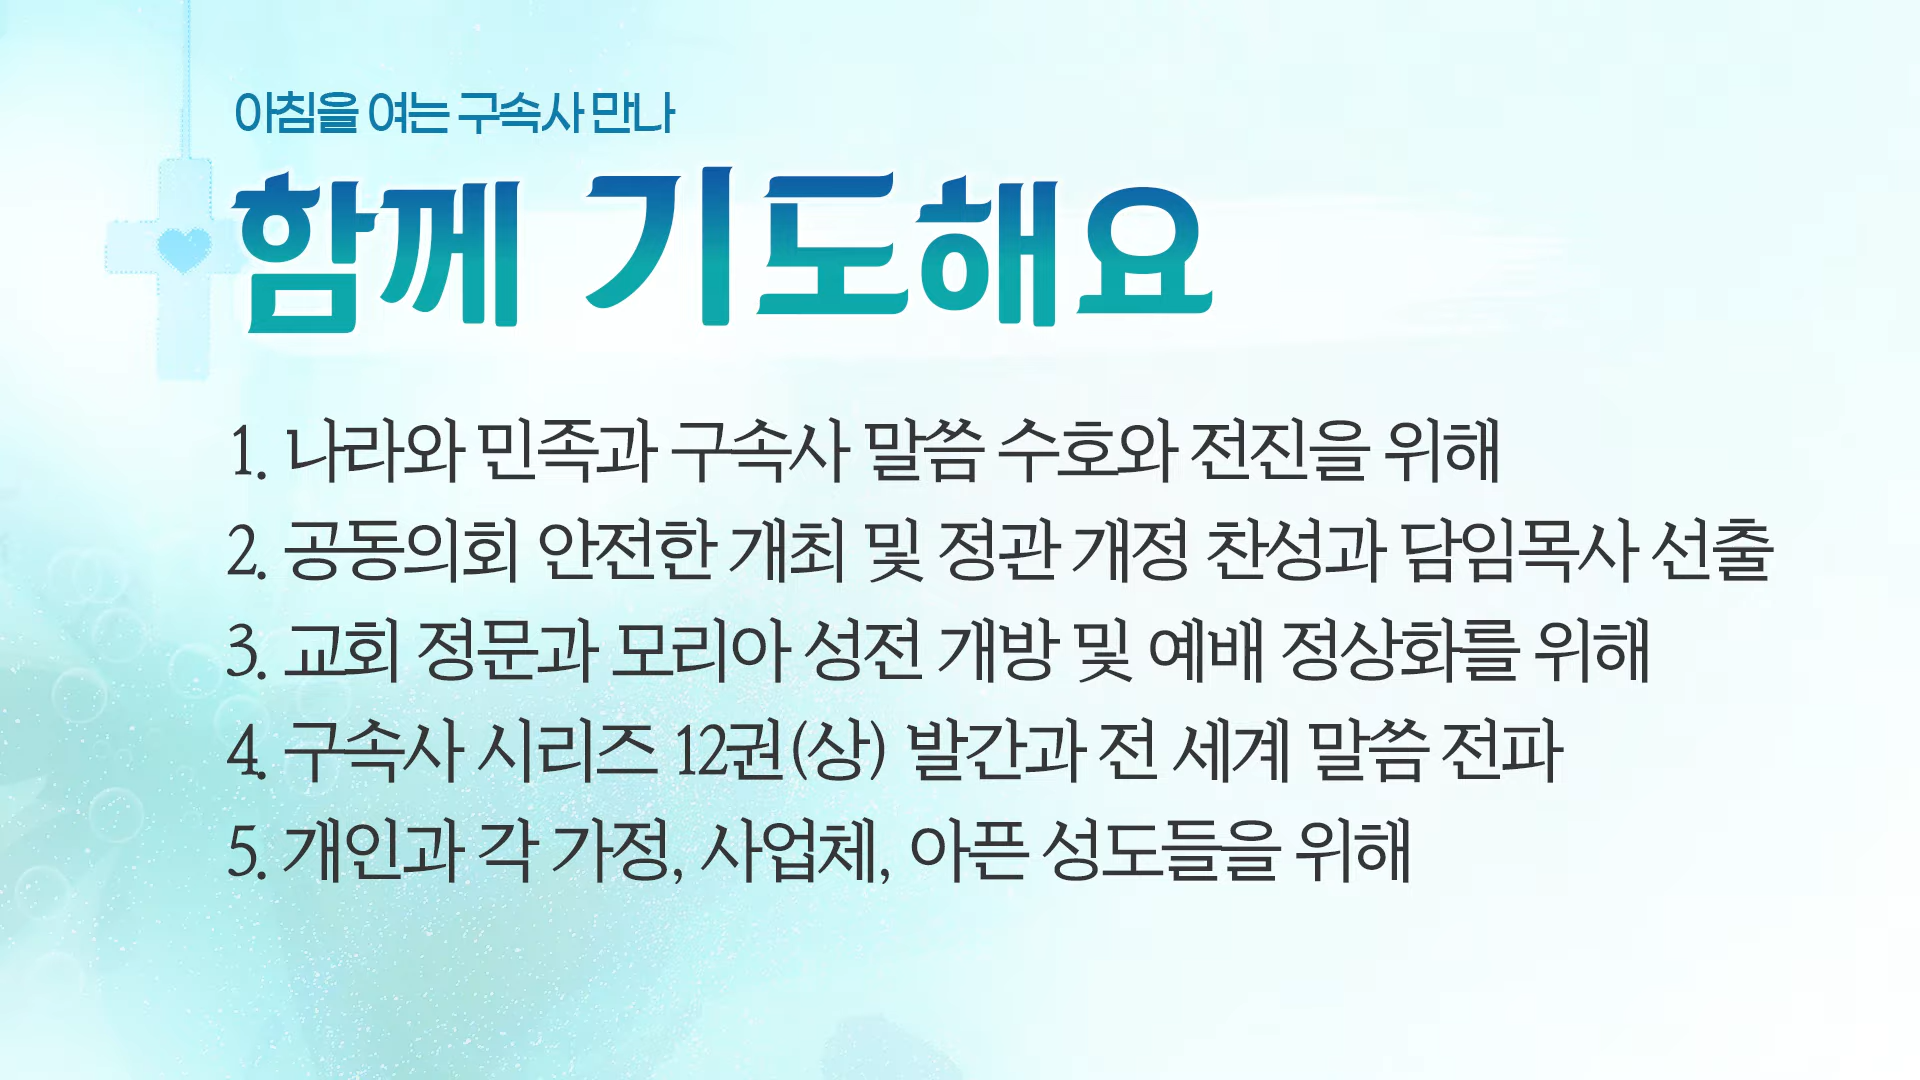 아침을 여는 구속사 만나
함께 기도해요
1. 나라와 민족과 구속사 말씀 수호와 전진을 위해
2. 공동의회 안전한 개최 및 정관 개정 찬성과 담임목사 선출
3. 교회 정문과 모리아 성전 개방 및 예배 정상화를 위해
4. 구속사 시리즈 12권(상) 발간과 전 세계 말씀 전파
5. 개인과 각 가정, 사업체, 아픈 성도들을 위해